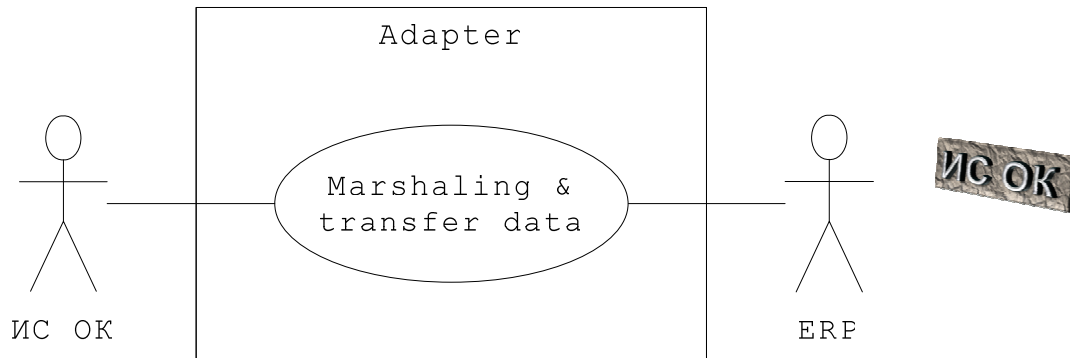 Adapter
Marshaling &
transfer data
ИС ОК
ERP
ИС ОК